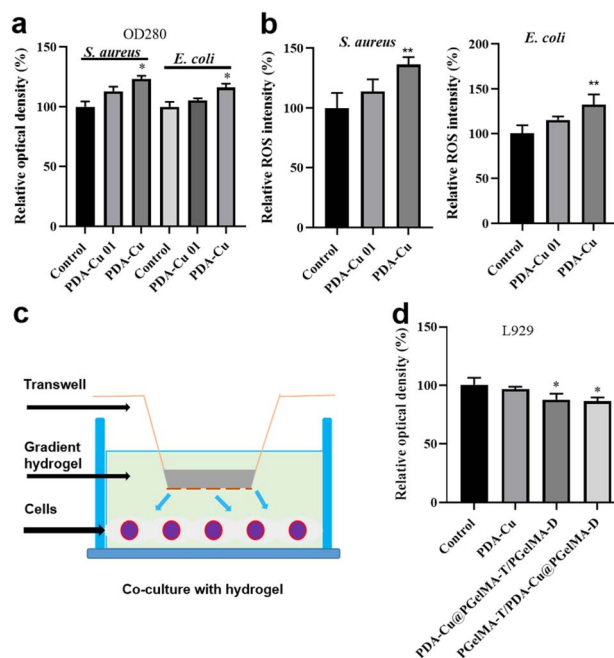 a
OD280
S. aureus
E. coli
Relative optical density (%)
150
100
50
0
*
*
Control
PDA-Cu 01
PDA-Cu
Control
PDA-Cu 01
PDA-Cu
b
S. aureus
Relative ROS intensity (%)
150
100
50
0
**
Control
PDA-Cu 01
PDA-Cu
E. coli
Relative ROS intensity (%)
200
150
100
50
0
**
Control
PDA-Cu 01
PDA-Cu
c
Transwell
Gradient
hydrogel
Cells
Co-culture with hydrogel
d
L929
Relative optical density (%)
150
100
50
0
*
*
Control
PDA-Cu
PDA-Cu@PGelMA-T/PGelMA-D
PGelMA-T/PDA-Cu@PGelMA-D